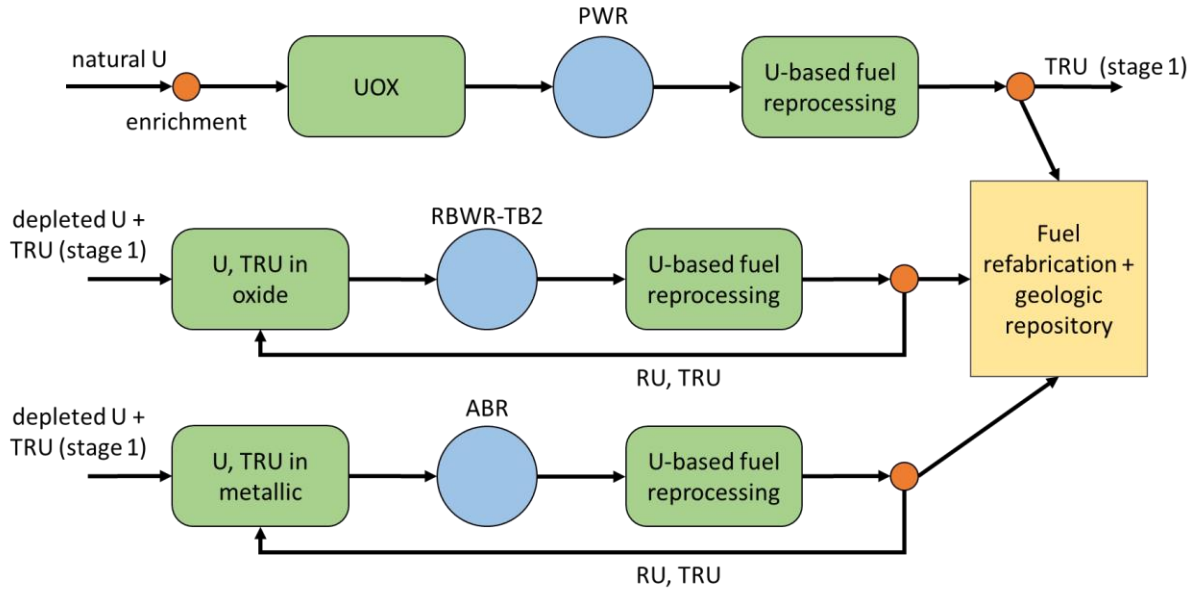 PWR
natural U
enrichment
UOX
U-based fuel
reprocessing
TRU (stage 1)
depleted U +
TRU (stage 1)
U, TRU in
oxide
RBWR-TB2
U-based fuel
reprocessing
RU, TRU
Fuel
refabrication +
geologic
repository
depleted U +
TRU (stage 1)
U, TRU in
metallic
ABR
U-based fuel
reprocessing
RU, TRU